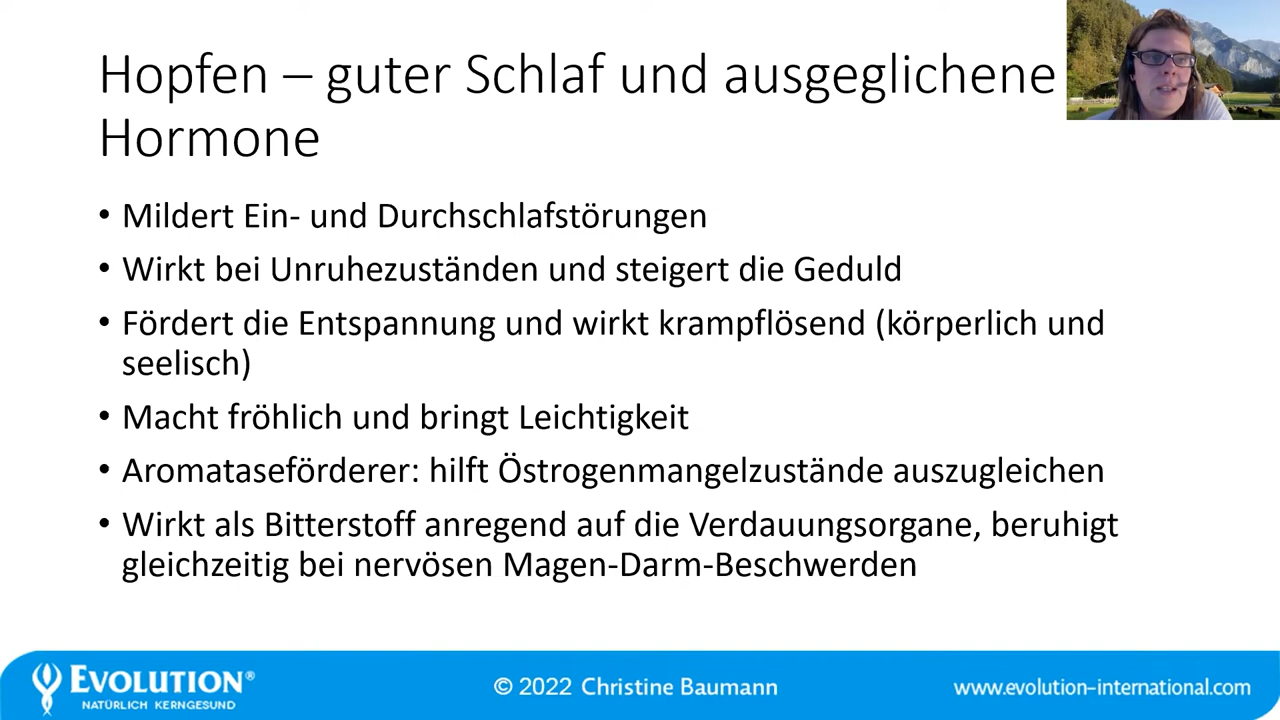 Hopfen – guter Schlaf und ausgeglichene
Hormone
• Mildert Ein- und Durchschlafstörungen
• Wirkt bei Unruhezuständen und steigert die Geduld
• Fördert die Entspannung und wirkt krampflösend (körperlich und
seelisch)
• Macht fröhlich und bringt Leichtigkeit
• Aromataseförderer: hilft Östrogenmangelzustände auszugleichen
• Wirkt als Bitterstoff anregend auf die Verdauungsorgane, beruhigt
gleichzeitig bei nervösen Magen-Darm-Beschwerden
EVOLUTION®
NATÜRLICH KERNGESUND
© 2022 Christine Baumann
www.evolution-international.com